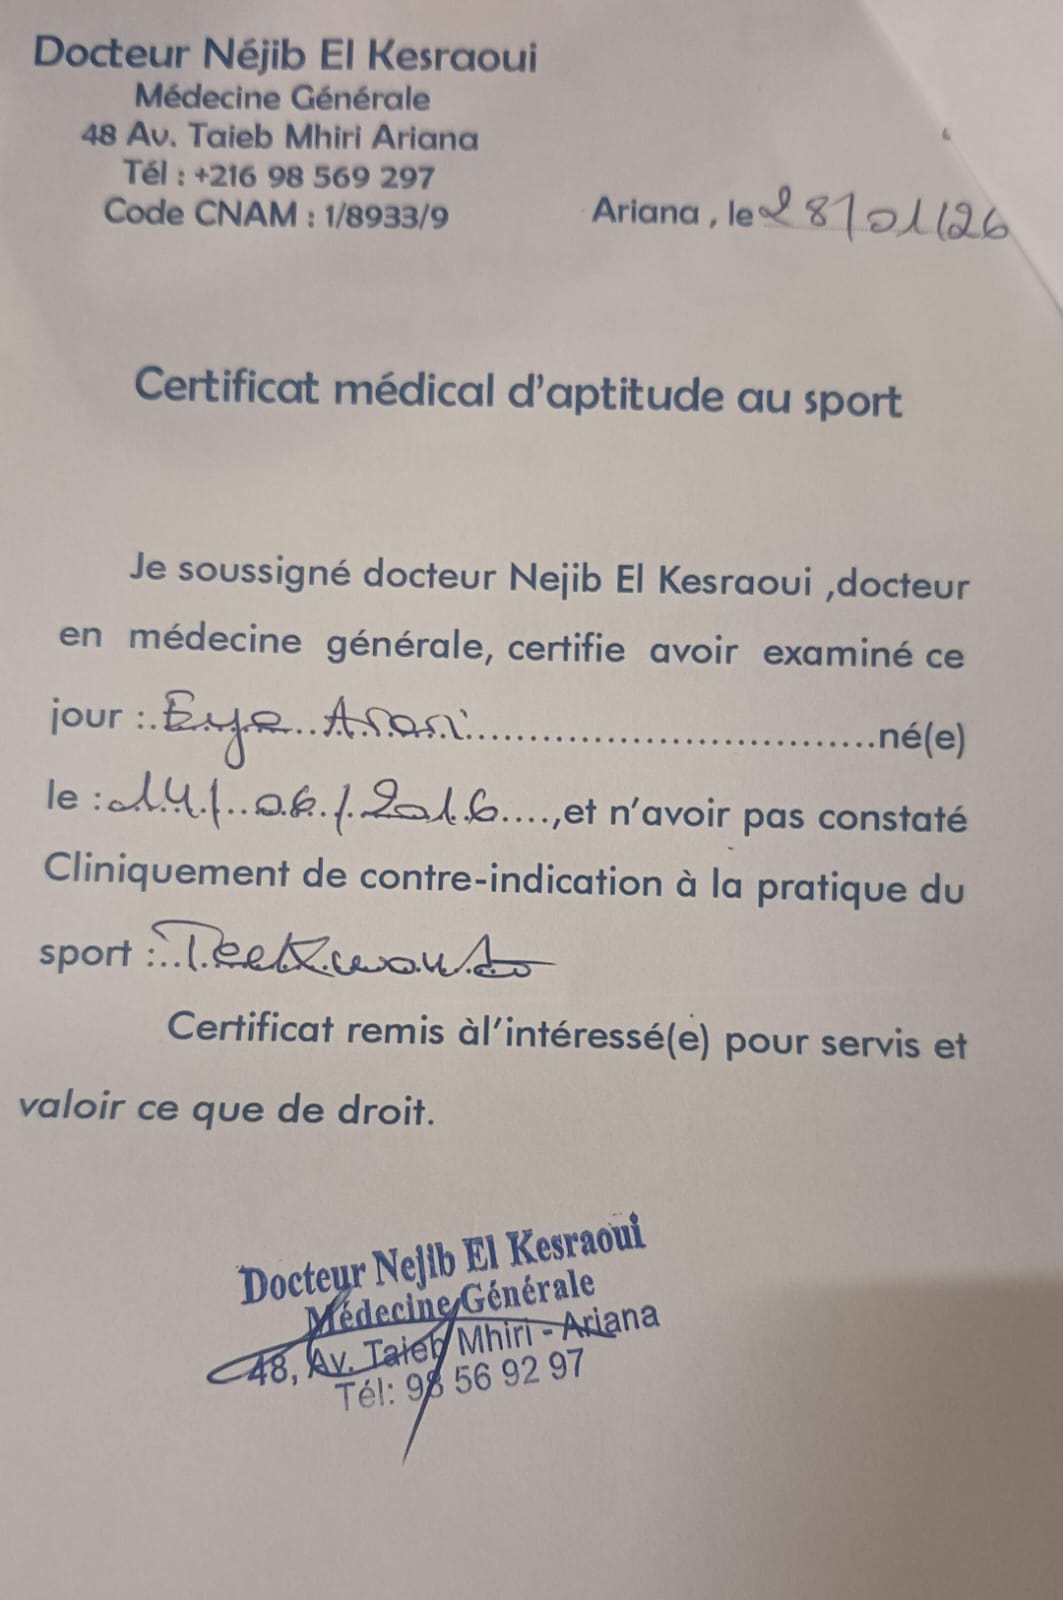 Docteur Néjib El Kesraoui
Médecine Générale
48 Av. Taieb Mhiri Ariana
Tél : +216 98 569 297
Code CNAM : 1/8933/9
Ariana , le 28/01/26
Certificat médical d'aptitude au sport
Je soussigné docteur Nejib El Kesraoui ,docteur
en médecine générale, certifie avoir examiné ce
jour :. Eya Arari ............................né(e)
le : 14/06/2016 ....,et n'avoir pas constaté
Cliniquement de contre-indication à la pratique du
sport :.. Teekwondo
Certificat remis àl'intéressé(e) pour servis et
valoir ce que de droit.
Docteur Nejib El Kesraoui
Médecine Générale
48, Av. Taieb Mhiri - Ariana
Tél: 98 56 92 97